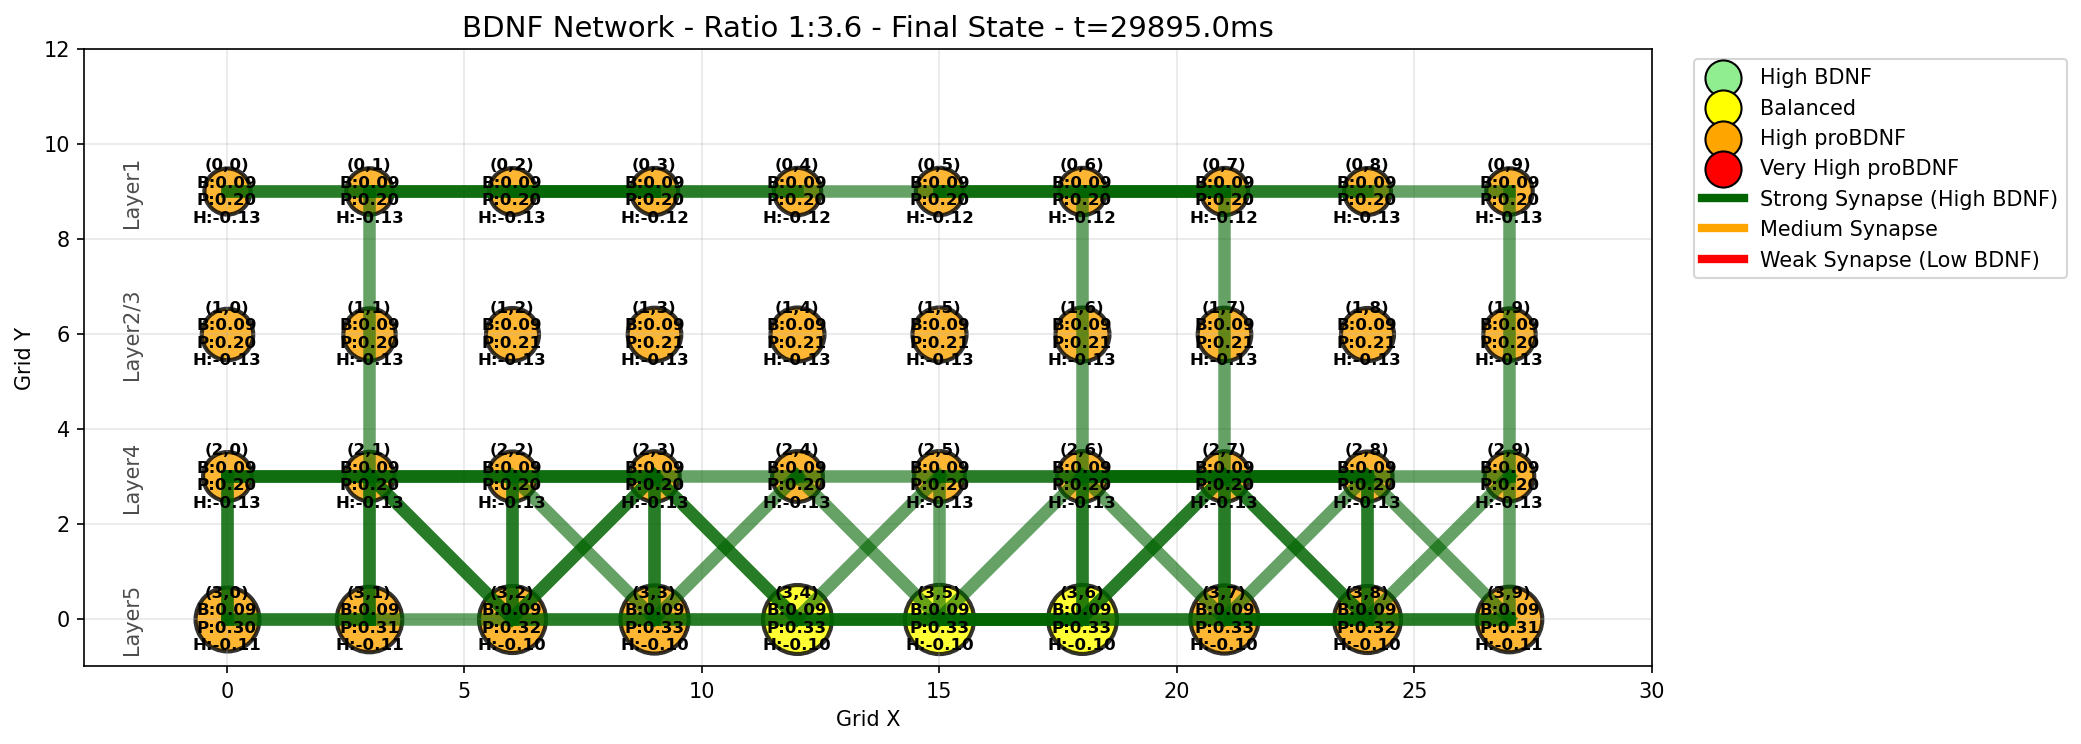 BDNF Network - Ratio 1:3.6 - Final State - t=29895.0ms
12
10
8
6
4
2
0
Grid Y
Layer1
Layer2/3
Layer4
Layer5
(0,0) (0,1) (0,2) (0,3) (0,4) (0,5) (0,6) (0,7) (0,8) (0,9)
B:0.09 B:0.09 B:0.09 B:0.09 B:0.09 B:0.09 B:0.09 B:0.09 B:0.09 B:0.09
P:0.20 P:0.20 P:0.20 P:0.20 P:0.20 P:0.20 P:0.20 P:0.20 P:0.20 P:0.20
H:-0.13 H:-0.13 H:-0.13 H:-0.12 H:-0.12 H:-0.12 H:-0.12 H:-0.12 H:-0.13 H:-0.13
(1,0) (1,1) (1,2) (1,3) (1,4) (1,5) (1,6) (1,7) (1,8) (1,9)
B:0.09 B:0.09 B:0.09 B:0.09 B:0.09 B:0.09 B:0.09 B:0.09 B:0.09 B:0.09
P:0.20 P:0.20 P:0.21 P:0.21 P:0.21 P:0.21 P:0.21 P:0.21 P:0.21 P:0.20
H:-0.13 H:-0.13 H:-0.13 H:-0.13 H:-0.13 H:-0.13 H:-0.13 H:-0.13 H:-0.13 H:-0.13
(2,0) (2,1) (2,2) (2,3) (2,4) (2,5) (2,6) (2,7) (2,8) (2,9)
B:0.09 B:0.09 B:0.09 B:0.09 B:0.09 B:0.09 B:0.09 B:0.09 B:0.09 B:0.09
P:0.20 P:0.20 P:0.20 P:0.20 P:0.20 P:0.20 P:0.20 P:0.20 P:0.20 P:0.20
H:-0.13 H:-0.13 H:-0.13 H:-0.13 H:-0.13 H:-0.13 H:-0.13 H:-0.13 H:-0.13 H:-0.13
(3,0) (3,1) (3,2) (3,3) (3,4) (3,5) (3,6) (3,7) (3,8) (3,9)
B:0.09 B:0.09 B:0.09 B:0.09 B:0.09 B:0.09 B:0.09 B:0.09 B:0.09 B:0.09
P:0.30 P:0.31 P:0.32 P:0.33 P:0.33 P:0.33 P:0.33 P:0.33 P:0.32 P:0.31
H:-0.11 H:-0.11 H:-0.10 H:-0.10 H:-0.10 H:-0.10 H:-0.10 H:-0.10 H:-0.10 H:-0.11
0 5 10 15 20 25 30
Grid X
High BDNF
Balanced
High proBDNF
Very High proBDNF
Strong Synapse (High BDNF)
Medium Synapse
Weak Synapse (Low BDNF)